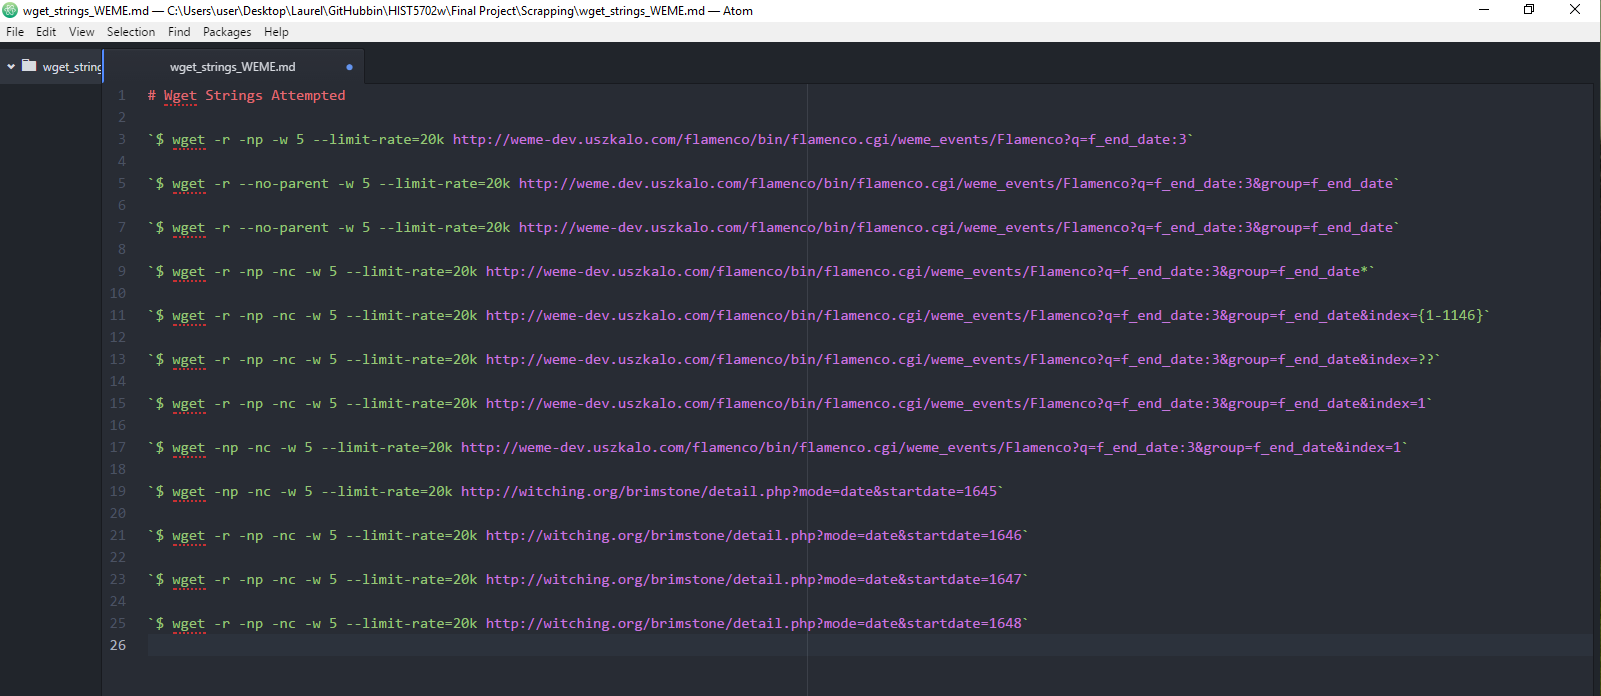 wget_strings_WEME.md — C:\Users\user\Desktop\Laurel\GitHubbin\HIST5702w\Final Project\Scrapping\wget_strings_WEME.md — Atom
File Edit View Selection Find Packages Help
wget_string wget_strings_WEME.md
1 # Wget Strings Attempted
2
3 `$ wget -r -np -w 5 --limit-rate=20k http://weme-dev.uszkalo.com/flamenco/bin/flamenco.cgi/weme_events/Flamenco?q=f_end_date:3`
4
5 `$ wget -r --no-parent -w 5 --limit-rate=20k http://weme.dev.uszkalo.com/flamenco/bin/flamenco.cgi/weme_events/Flamenco?q=f_end_date:3&group=f_end_date`
6
7 `$ wget -r --no-parent -w 5 --limit-rate=20k http://weme-dev.uszkalo.com/flamenco/bin/flamenco.cgi/weme_events/Flamenco?q=f_end_date:3&group=f_end_date`
8
9 `$ wget -r -np -nc -w 5 --limit-rate=20k http://weme-dev.uszkalo.com/flamenco/bin/flamenco.cgi/weme_events/Flamenco?q=f_end_date:3&group=f_end_date*`
10
11 `$ wget -r -np -nc -w 5 --limit-rate=20k http://weme-dev.uszkalo.com/flamenco/bin/flamenco.cgi/weme_events/Flamenco?q=f_end_date:3&group=f_end_date&index={1-1146}`
12
13 `$ wget -r -np -nc -w 5 --limit-rate=20k http://weme-dev.uszkalo.com/flamenco/bin/flamenco.cgi/weme_events/Flamenco?q=f_end_date:3&group=f_end_date&index=??`
14
15 `$ wget -r -np -nc -w 5 --limit-rate=20k http://weme-dev.uszkalo.com/flamenco/bin/flamenco.cgi/weme_events/Flamenco?q=f_end_date:3&group=f_end_date&index=1`
16
17 `$ wget -np -nc -w 5 --limit-rate=20k http://weme-dev.uszkalo.com/flamenco/bin/flamenco.cgi/weme_events/Flamenco?q=f_end_date:3&group=f_end_date&index=1`
18
19 `$ wget -np -nc -w 5 --limit-rate=20k http://witching.org/brimstone/detail.php?mode=date&startdate=1645`
20
21 `$ wget -r -np -nc -w 5 --limit-rate=20k http://witching.org/brimstone/detail.php?mode=date&startdate=1646`
22
23 `$ wget -r -np -nc -w 5 --limit-rate=20k http://witching.org/brimstone/detail.php?mode=date&startdate=1647`
24
25 `$ wget -r -np -nc -w 5 --limit-rate=20k http://witching.org/brimstone/detail.php?mode=date&startdate=1648`
26